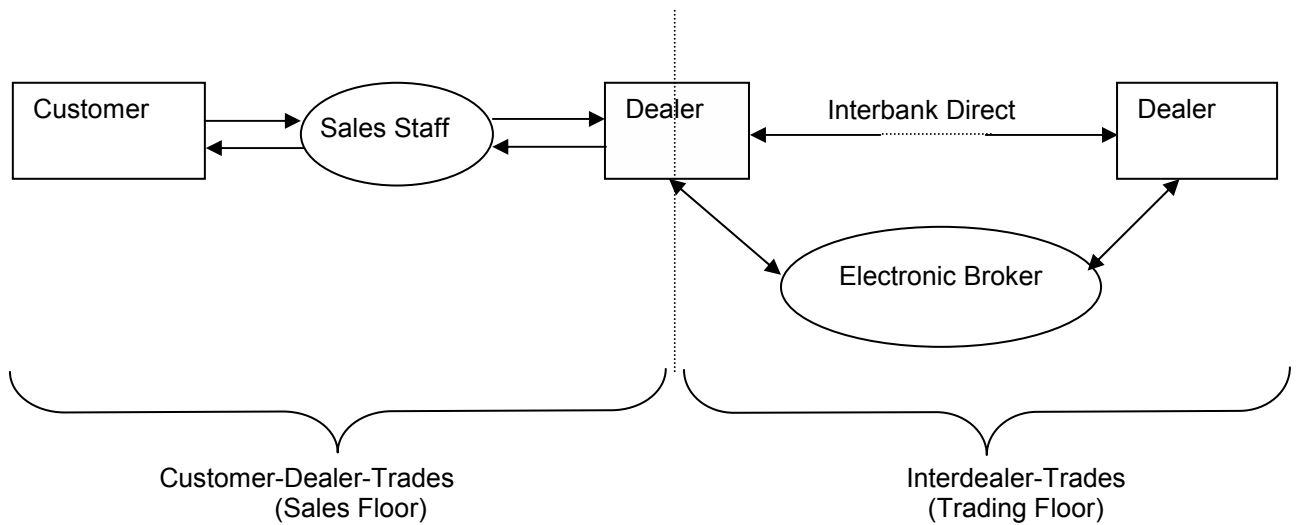 Customer
Sales Staff
Dealer
Interbank Direct
Dealer
Electronic Broker
Customer-Dealer-Trades
(Sales Floor)
Interdealer-Trades
(Trading Floor)